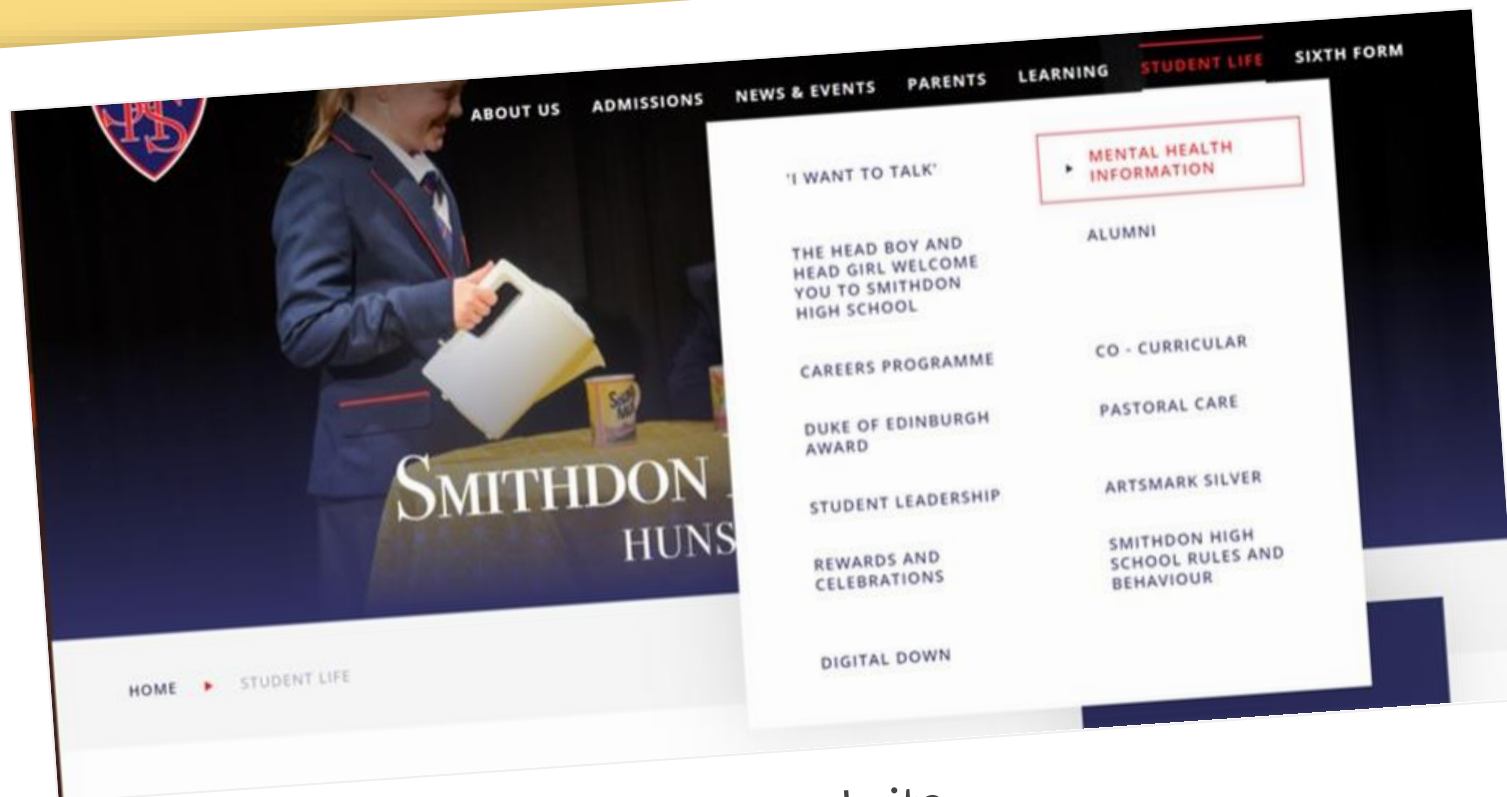 SHS
ABOUT US
ADMISSIONS
NEWS & EVENTS
PARENTS
LEARNING
STUDENT LIFE
SIXTH FORM
'I WANT TO TALK'
MENTAL HEALTH
INFORMATION
THE HEAD BOY AND
HEAD GIRL WELCOME
YOU TO SMITHDON
HIGH SCHOOL
ALUMNI
CAREERS PROGRAMME
CO - CURRICULAR
DUKE OF EDINBURGH
AWARD
PASTORAL CARE
STUDENT LEADERSHIP
ARTSMARK SILVER
REWARDS AND
CELEBRATIONS
SMITHDON HIGH
SCHOOL RULES AND
BEHAVIOUR
DIGITAL DOWN
SMITHDON
HUNS
HOME
STUDENT LIFE